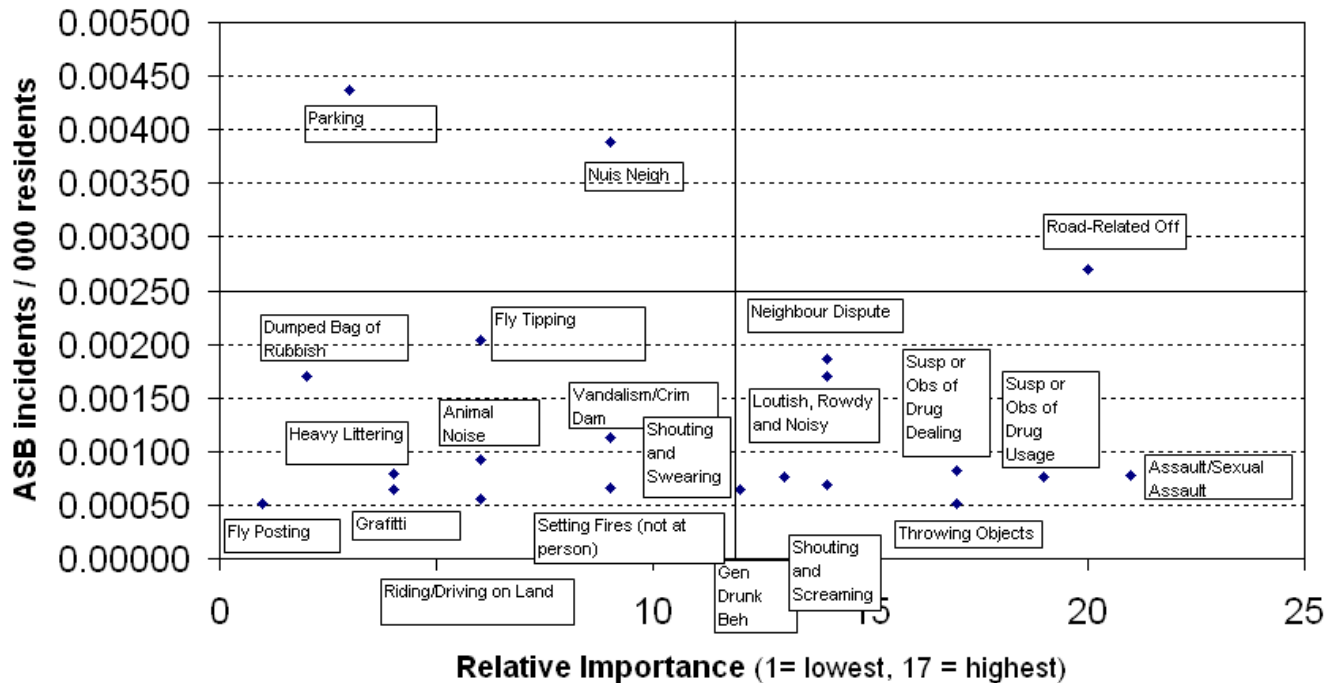 0.00500
0.00450
0.00400
0.00350
0.00300
0.00250
0.00200
0.00150
0.00100
0.00050
0.00000
ASB incidents / 000 residents
Parking
Nuis Neigh
Road-Related Off
Neighbour Dispute
Dumped Bag of
Rubbish
Fly Tipping
Susp or
Obs of
Drug
Dealing
Susp or
Obs of
Drug
Usage
Vandalism/Crim
Dam
Loutish, Rowdy
and Noisy
Animal
Noise
Shouting
and
Swearing
Heavy Littering
Assault/Sexual
Assault
Fly Posting
Grafitti
Setting Fires (not at
person)
Throwing Objects
Shouting
and
Screaming
Gen
Drunk
Beh
Riding/Driving on Land
0
10
15
20
25
Relative Importance (1= lowest, 17 = highest)